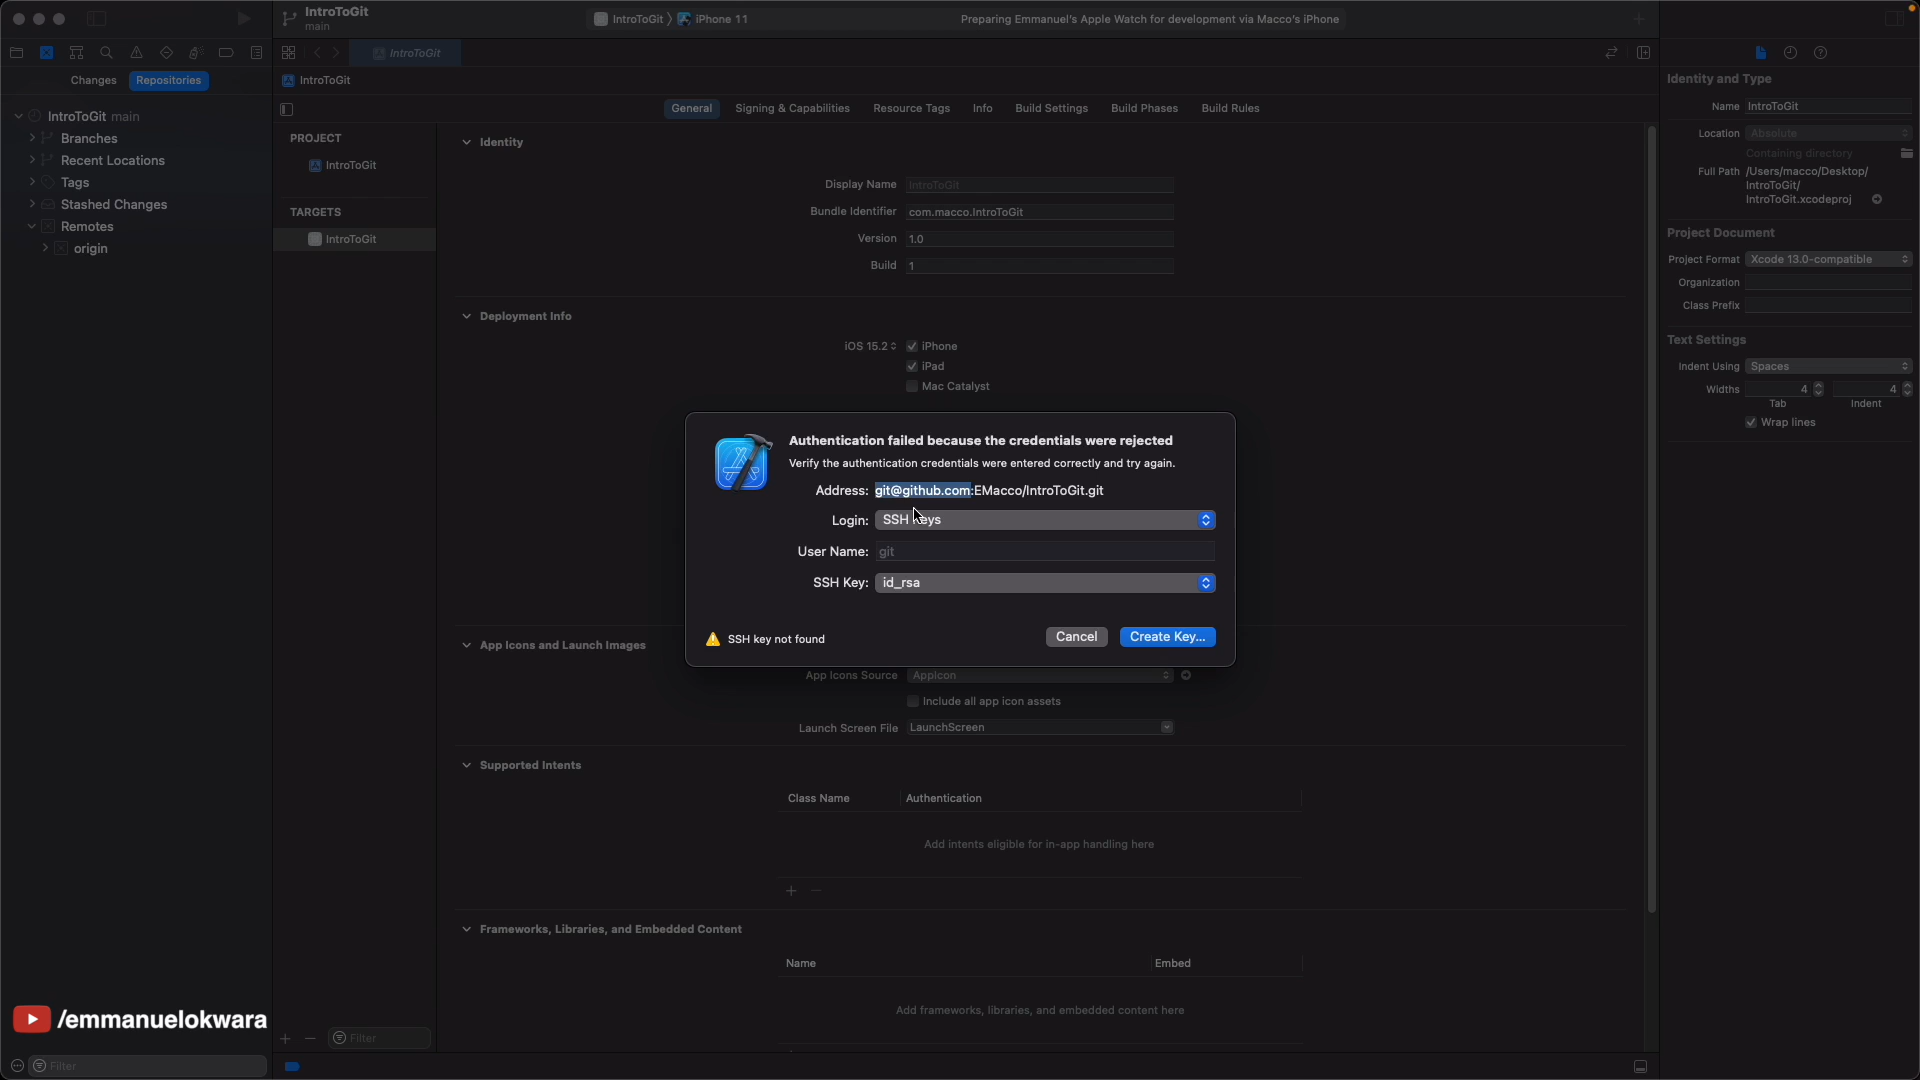 IntroToGit
main
IntroToGit
iPhone 11
Preparing Emmanuel's Apple Watch for development via Macco's iPhone
IntroToGit
Changes
Repositories
IntroToGit
IntroToGit main
Branches
Recent Locations
Tags
Stashed Changes
Remotes
origin
General
Signing & Capabilities
Resource Tags
Info
Build Settings
Build Phases
Build Rules
PROJECT
IntroToGit
TARGETS
IntroToGit
Identity
Display Name IntroToGit
Bundle Identifier com.macco.IntroToGit
Version 1.0
Build 1
Deployment Info
iOS 15.2
iPhone
iPad
Mac Catalyst
Authentication failed because the credentials were rejected
Verify the authentication credentials were entered correctly and try again.
Address: git@github.com:EMacco/IntroToGit.git
Login: SSH Keys
User Name: git
SSH Key: id_rsa
SSH key not found
Cancel
Create Key...
App Icons and Launch Images
App Icons Source AppIcon
Include all app icon assets
Launch Screen File LaunchScreen
Supported Intents
Class Name Authentication
Add intents eligible for in-app handling here
Frameworks, Libraries, and Embedded Content
Name Embed
Add frameworks, libraries, and embedded content here
Identity and Type
Name IntroToGit
Location Absolute
Containing directory
Full Path /Users/macco/Desktop/
IntroToGit/
IntroToGit.xcodeproj
Project Document
Project Format Xcode 13.0-compatible
Organization
Class Prefix
Text Settings
Indent Using Spaces
Widths 4 4
Tab Indent
Wrap lines
/emmanuelokwara
Filter
Filter